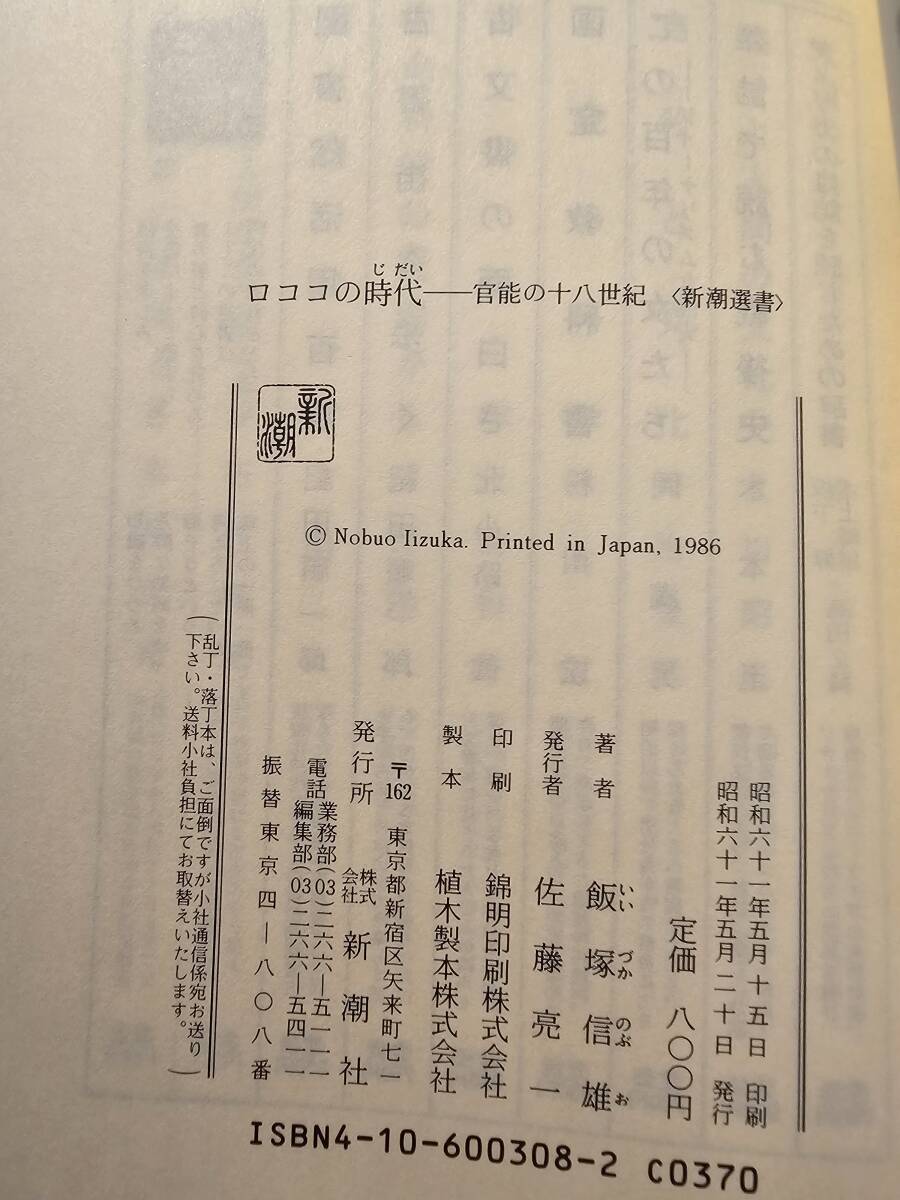 ロココの時代――官能の十八世紀 〈新潮選書〉
じだい
新潮
© Nobuo Iizuka. Printed in Japan, 1986
昭和六十一年五月十五日 印刷
昭和六十一年五月二十日 発行
定価 八〇〇円
著者 飯塚信雄
いいづかのぶお
発行者 佐藤亮一
印刷 錦明印刷株式会社
製本 植木製本株式会社
〒162 東京都新宿区矢来町七一
発行所 株式会社 新潮社
電話 業務部(03)二六六―五一一一
編集部(03)二六六―五四一一
振替東京四―八〇八番
(乱丁・落丁本は、ご面倒ですが小社通信係宛お送り
下さい。送料小社負担にてお取替えいたします。)
ISBN4-10-600308-2 C0370